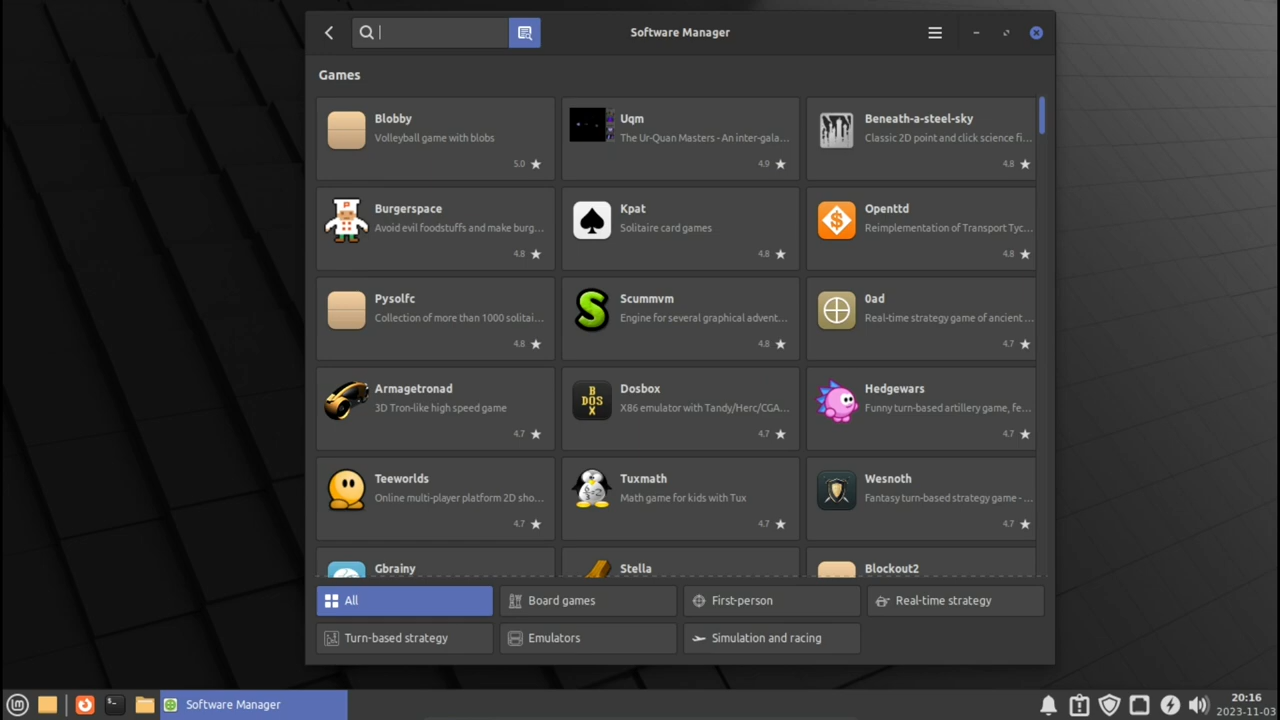 Software Manager
Games
Blobby
Volleyball game with blobs
5.0
Uqm
The Ur-Quan Masters - An inter-gala...
4.9
Beneath-a-steel-sky
Classic 2D point and click science fi...
4.8
Burgerspace
Avoid evil foodstuffs and make burg...
4.8
Kpat
Solitaire card games
4.8
Openttd
Reimplementation of Transport Tyc...
4.8
Pysolfc
Collection of more than 1000 solitai...
4.8
Scummvm
Engine for several graphical advent...
4.8
0ad
Real-time strategy game of ancient ...
4.7
Armagetronad
3D Tron-like high speed game
4.7
BDOSX
Dosbox
X86 emulator with Tandy/Herc/CGA...
4.7
Hedgewars
Funny turn-based artillery game, fe...
4.7
Teeworlds
Online multi-player platform 2D sho...
4.7
Tuxmath
Math game for kids with Tux
4.7
Wesnoth
Fantasy turn-based strategy game - ...
4.7
Gbrainy
Stella
Blockout2
All
Board games
First-person
Real-time strategy
Turn-based strategy
Emulators
Simulation and racing
Software Manager
20:16
2023-11-03